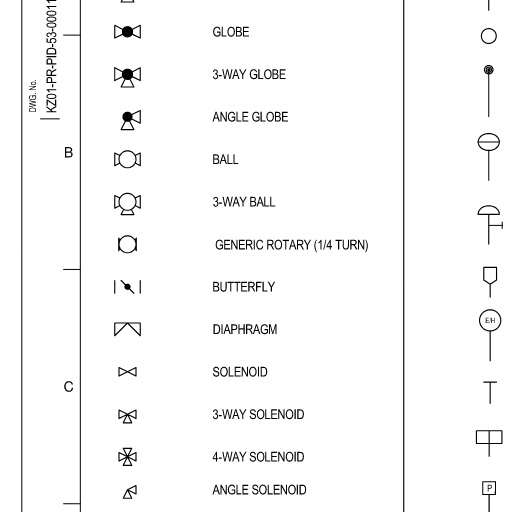 DWG. No.
KZ01-PR-PID-53-00011
B
C
GLOBE
3-WAY GLOBE
ANGLE GLOBE
BALL
3-WAY BALL
GENERIC ROTARY (1/4 TURN)
BUTTERFLY
DIAPHRAGM
SOLENOID
3-WAY SOLENOID
4-WAY SOLENOID
ANGLE SOLENOID
E/H
P